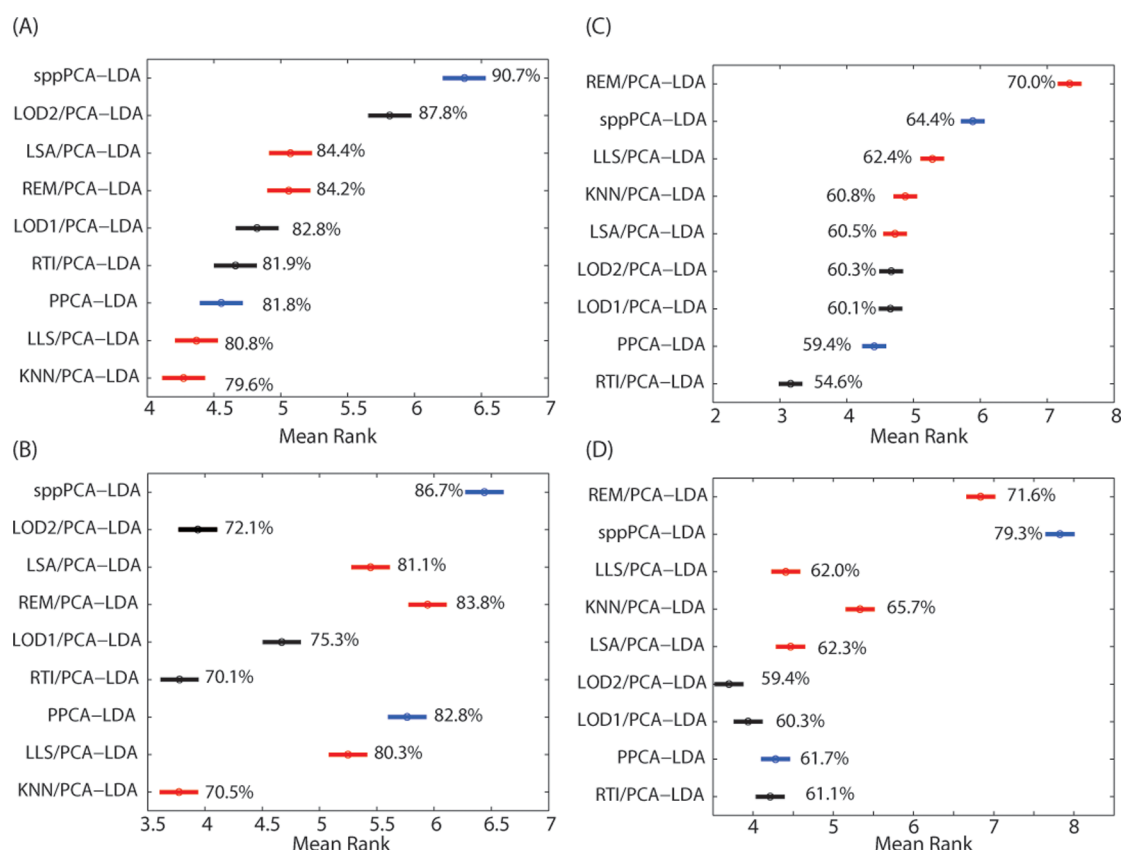 (A)
sppPCA–LDA 90.7%
LOD2/PCA–LDA 87.8%
LSA/PCA–LDA 84.4%
REM/PCA–LDA 84.2%
LOD1/PCA–LDA 82.8%
RTI/PCA–LDA 81.9%
PPCA–LDA 81.8%
LLS/PCA–LDA 80.8%
KNN/PCA–LDA 79.6%
4 4.5 5 5.5 6 6.5 7
Mean Rank
(B)
sppPCA–LDA 86.7%
LOD2/PCA–LDA 72.1%
LSA/PCA–LDA 81.1%
REM/PCA–LDA 83.8%
LOD1/PCA–LDA 75.3%
RTI/PCA–LDA 70.1%
PPCA–LDA 82.8%
LLS/PCA–LDA 80.3%
KNN/PCA–LDA 70.5%
3.5 4 4.5 5 5.5 6 6.5 7
Mean Rank
(C)
REM/PCA–LDA 70.0%
sppPCA–LDA 64.4%
LLS/PCA–LDA 62.4%
KNN/PCA–LDA 60.8%
LSA/PCA–LDA 60.5%
LOD2/PCA–LDA 60.3%
LOD1/PCA–LDA 60.1%
PPCA–LDA 59.4%
RTI/PCA–LDA 54.6%
2 3 4 5 6 7 8
Mean Rank
(D)
REM/PCA–LDA 71.6%
sppPCA–LDA 79.3%
LLS/PCA–LDA 62.0%
KNN/PCA–LDA 65.7%
LSA/PCA–LDA 62.3%
LOD2/PCA–LDA 59.4%
LOD1/PCA–LDA 60.3%
PPCA–LDA 61.7%
RTI/PCA–LDA 61.1%
4 5 6 7 8
Mean Rank